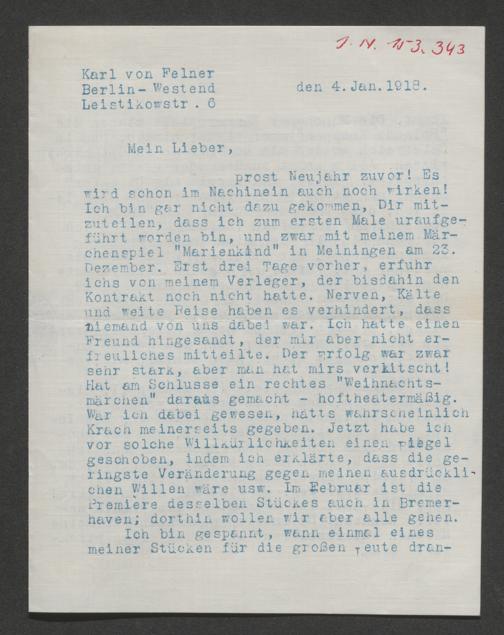 J.N. 153.343
Karl von Felner
Berlin-Westend
Leistikowstr. 6
den 4.Jan.1918.
Mein Lieber,
prost Neujahr zuvor! Es
wird schon im Nachinein auch noch wirken!
Ich bin gar nicht dazu gekommen, Dir mit-
zuteilen, dass ich zum ersten Male uraufge-
führt worden bin, und zwar mit meinem Mär-
chenspiel "Marienkind" in Meiningen am 23.
Dezember. Erst drei Tage vorher, erfuhr
ichs von meinem Verleger, der bisdahin den
Kontrakt noch nicht hatte. Nerven, Kälte
und weite Reise haben es verhindert, dass
niemand von uns dabei war. Ich hatte einen
Freund hingesandt, der mir aber nicht er-
freuliches mitteilte. Der Erfolg war zwar
sehr stark, aber man hat mirs verkitscht!
Hat am Schlusse ein rechtes "Weihnachts-
märchen" daraus gemacht - hoftheatermäßig.
War ich dabei gewesen, hätts wahrscheinlich
Krach meinerseits gegeben. Jetzt habe ich
vor solche Willkürlichkeiten einen Riegel
geschoben, indem ich erklärte, dass die ge-
ringste Veränderung gegen meinen ausdrückli-
chen Willen wäre usw. Im Februar ist die
Premiere desselben Stückes auch in Bremer-
haven; dorthin wollen wir aber alle gehen.
Ich bin gespannt, wann einmal eines
meiner Stücken für die großen Leute dran-